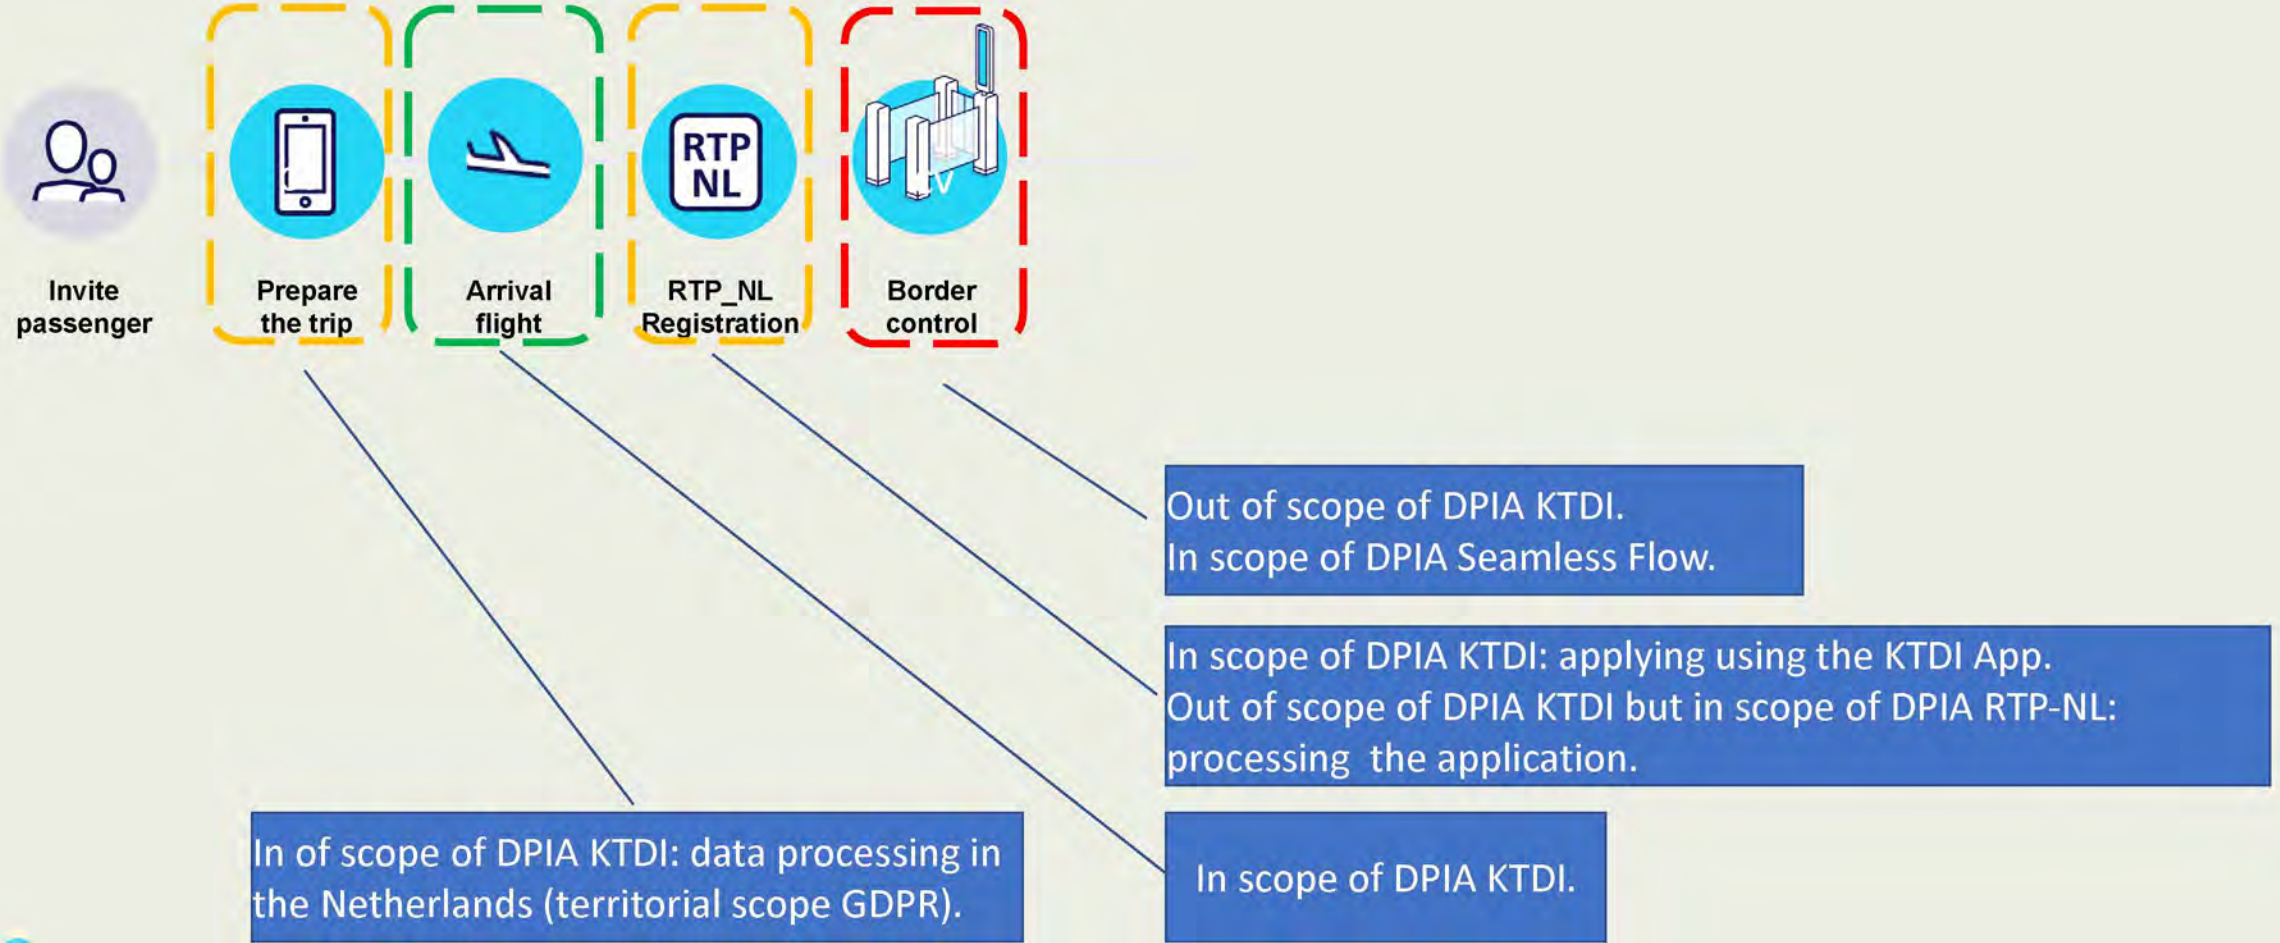 RTP
NL
LV
Invite
passenger
Prepare
the trip
Arrival
flight
RTP_NL
Registration
Border
control
Out of scope of DPIA KTDI.
In scope of DPIA Seamless Flow.
In scope of DPIA KTDI: applying using the KTDI App.
Out of scope of DPIA KTDI but in scope of DPIA RTP-NL:
processing  the application.
In of scope of DPIA KTDI: data processing in
the Netherlands (territorial scope GDPR).
In scope of DPIA KTDI.